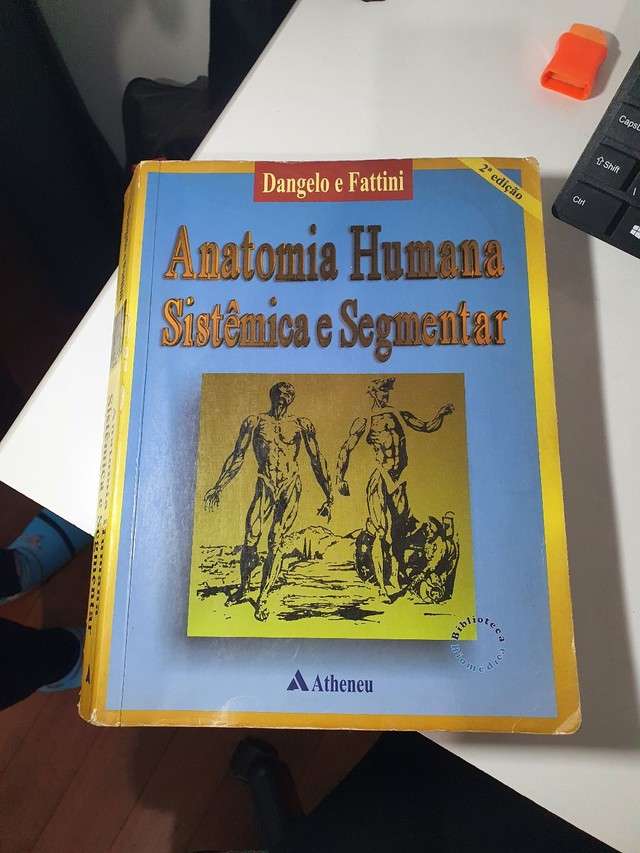 Dangelo e Fattini
2ª edição
Anatomia Humana
Sistêmica e Segmentar
Biblioteca
Biomédica
Atheneu
Caps
Shift
Ctrl